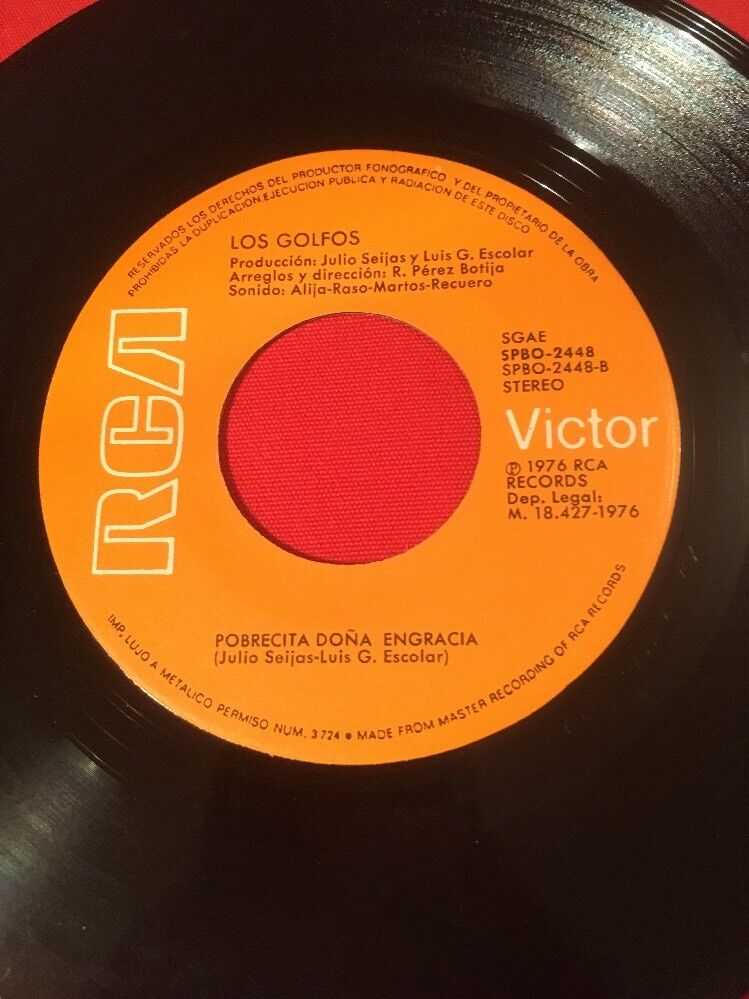 RESERVADOS LOS DERECHOS DEL PRODUCTOR FONOGRAFICO Y DEL PROPIETARIO DE LA OBRA
PROHIBIDAS LA DUPLICACION, EJECUCION PUBLICA Y RADIACION DE ESTE DISCO
LOS GOLFOS
Producción: Julio Seijas y Luis G. Escolar
Arreglos y dirección: R. Pérez Botija
Sonido: Alija-Raso-Martos-Recuero
RCA
SGAE
SPBO-2448
SPBO-2448-B
STEREO
Victor
℗ 1976 RCA
RECORDS
Dep. Legal:
M. 18.427-1976
POBRECITA DOÑA ENGRACIA
(Julio Seijas-Luis G. Escolar)
IMP. LUJO A METALICO PERMISO NUM. 3724 • MADE FROM MASTER RECORDING OF RCA RECORDS